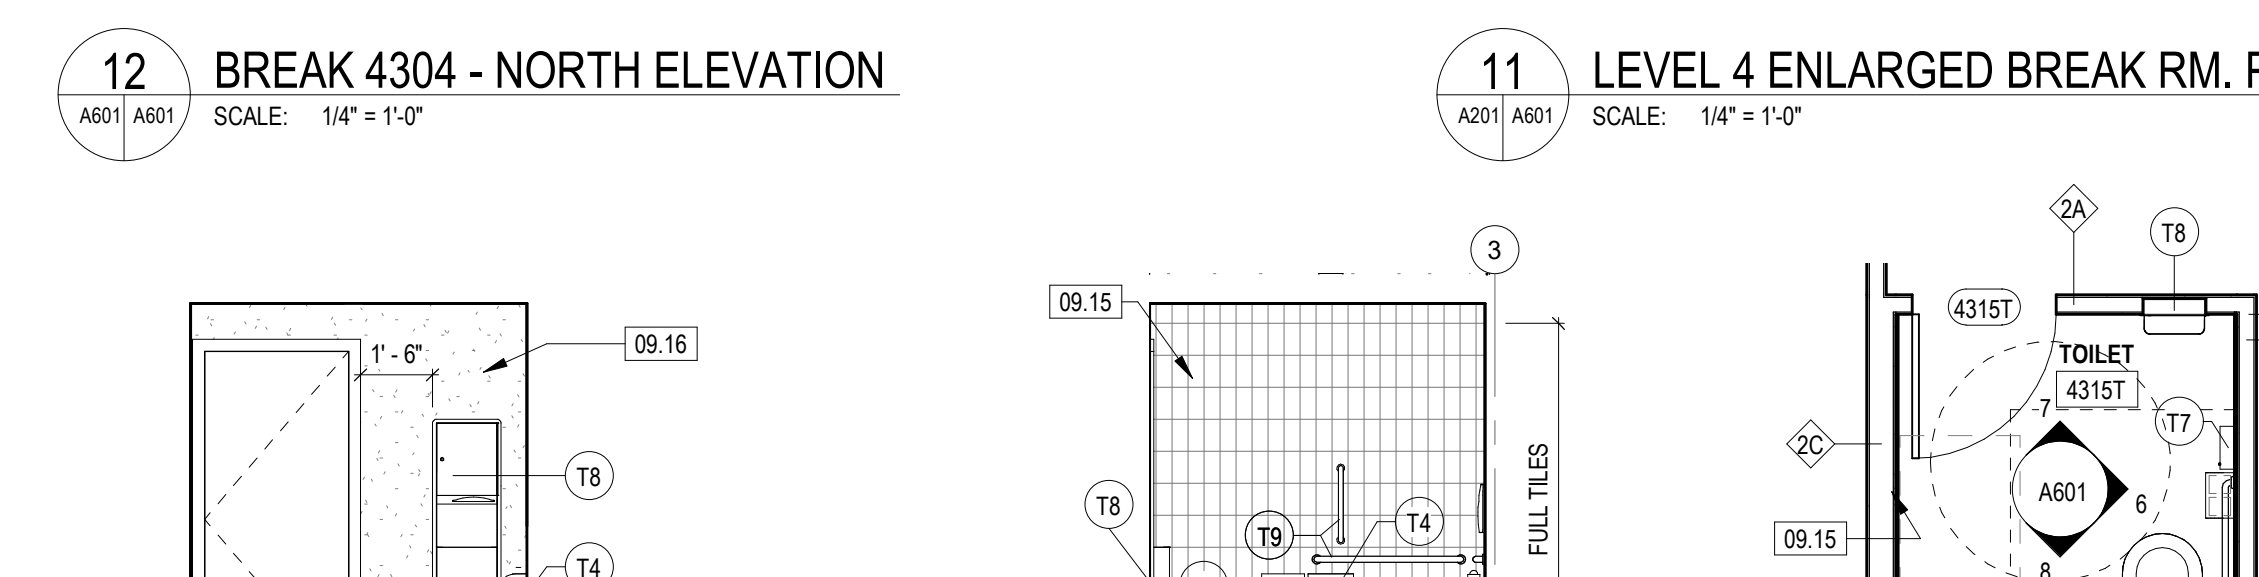 12
BREAK 4304 - NORTH ELEVATION
A601 A601
SCALE: 1/4" = 1'-0"
11
LEVEL 4 ENLARGED BREAK RM.
A201 A601
SCALE: 1/4" = 1'-0"
1' - 6"
09.16
T8
T4
09.15
3
T8
T9
T4
FULL TILES
2A
T8
4315T
TOILET
4315T
7
T7
2C
A601
6
09.15
8